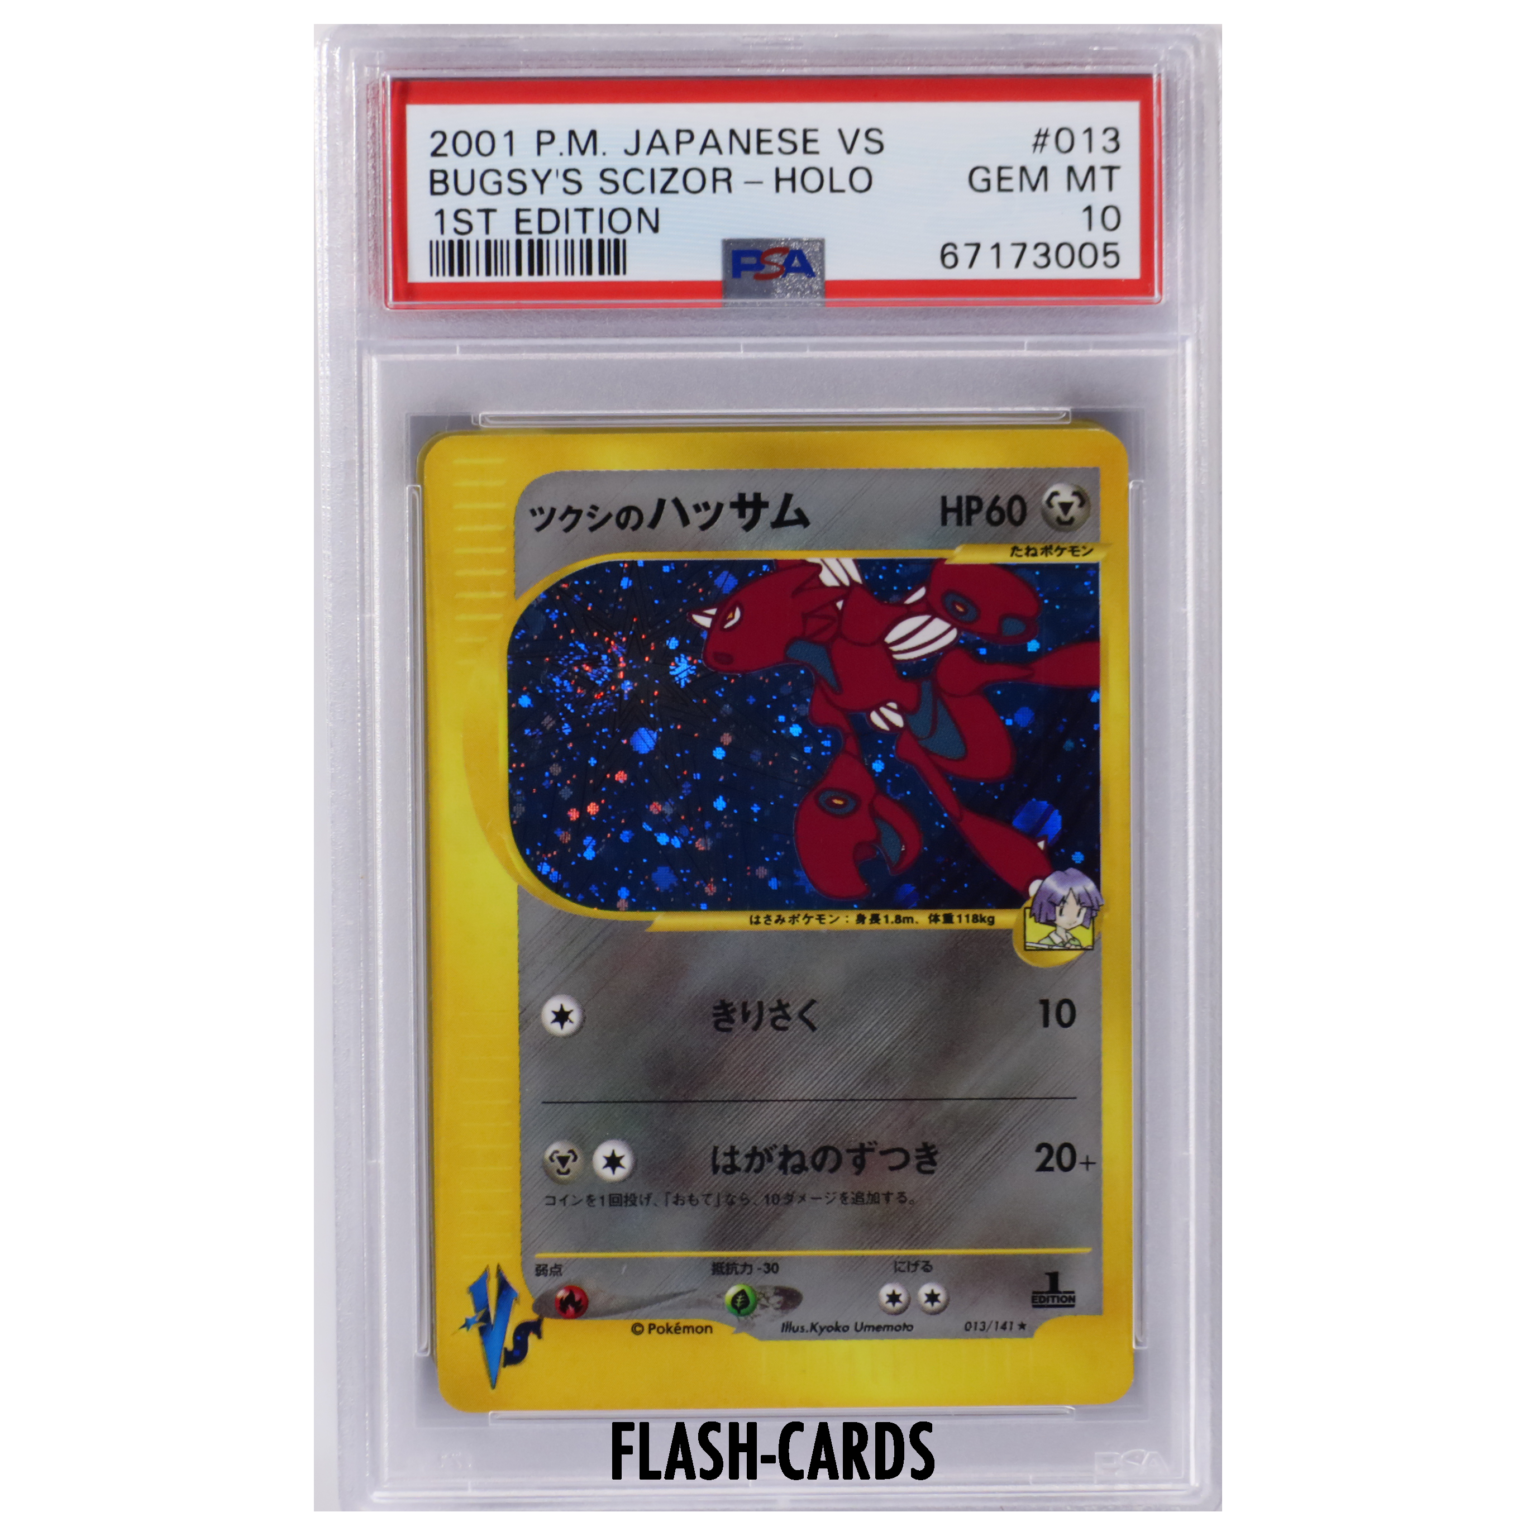 2001 P.M. JAPANESE VS #013
BUGSY'S SCIZOR - HOLO GEM MT
1ST EDITION 10
67173005
PSA
ツクシのハッサム HP60
たねポケモン
はさみポケモン：身長1.8m、体重118kg
きりさく 10
はがねのずつき 20+
コインを1回投げ、「おもて」なら、10ダメージを追加する。
弱点 抵抗力 -30 にげる
1
EDITION
© Pokémon Illus.Kyoko Umemoto 013/141★
VS
FLASH-CARDS
PSA